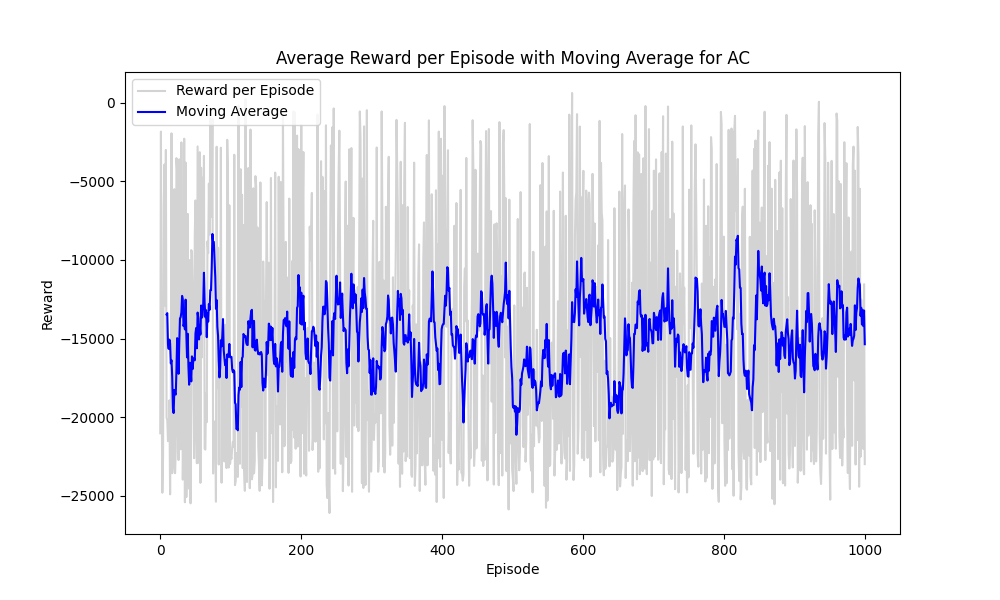 Average Reward per Episode with Moving Average for AC
Reward per Episode
Moving Average
0
−5000
−10000
−15000
−20000
−25000
Reward
0 200 400 600 800 1000
Episode